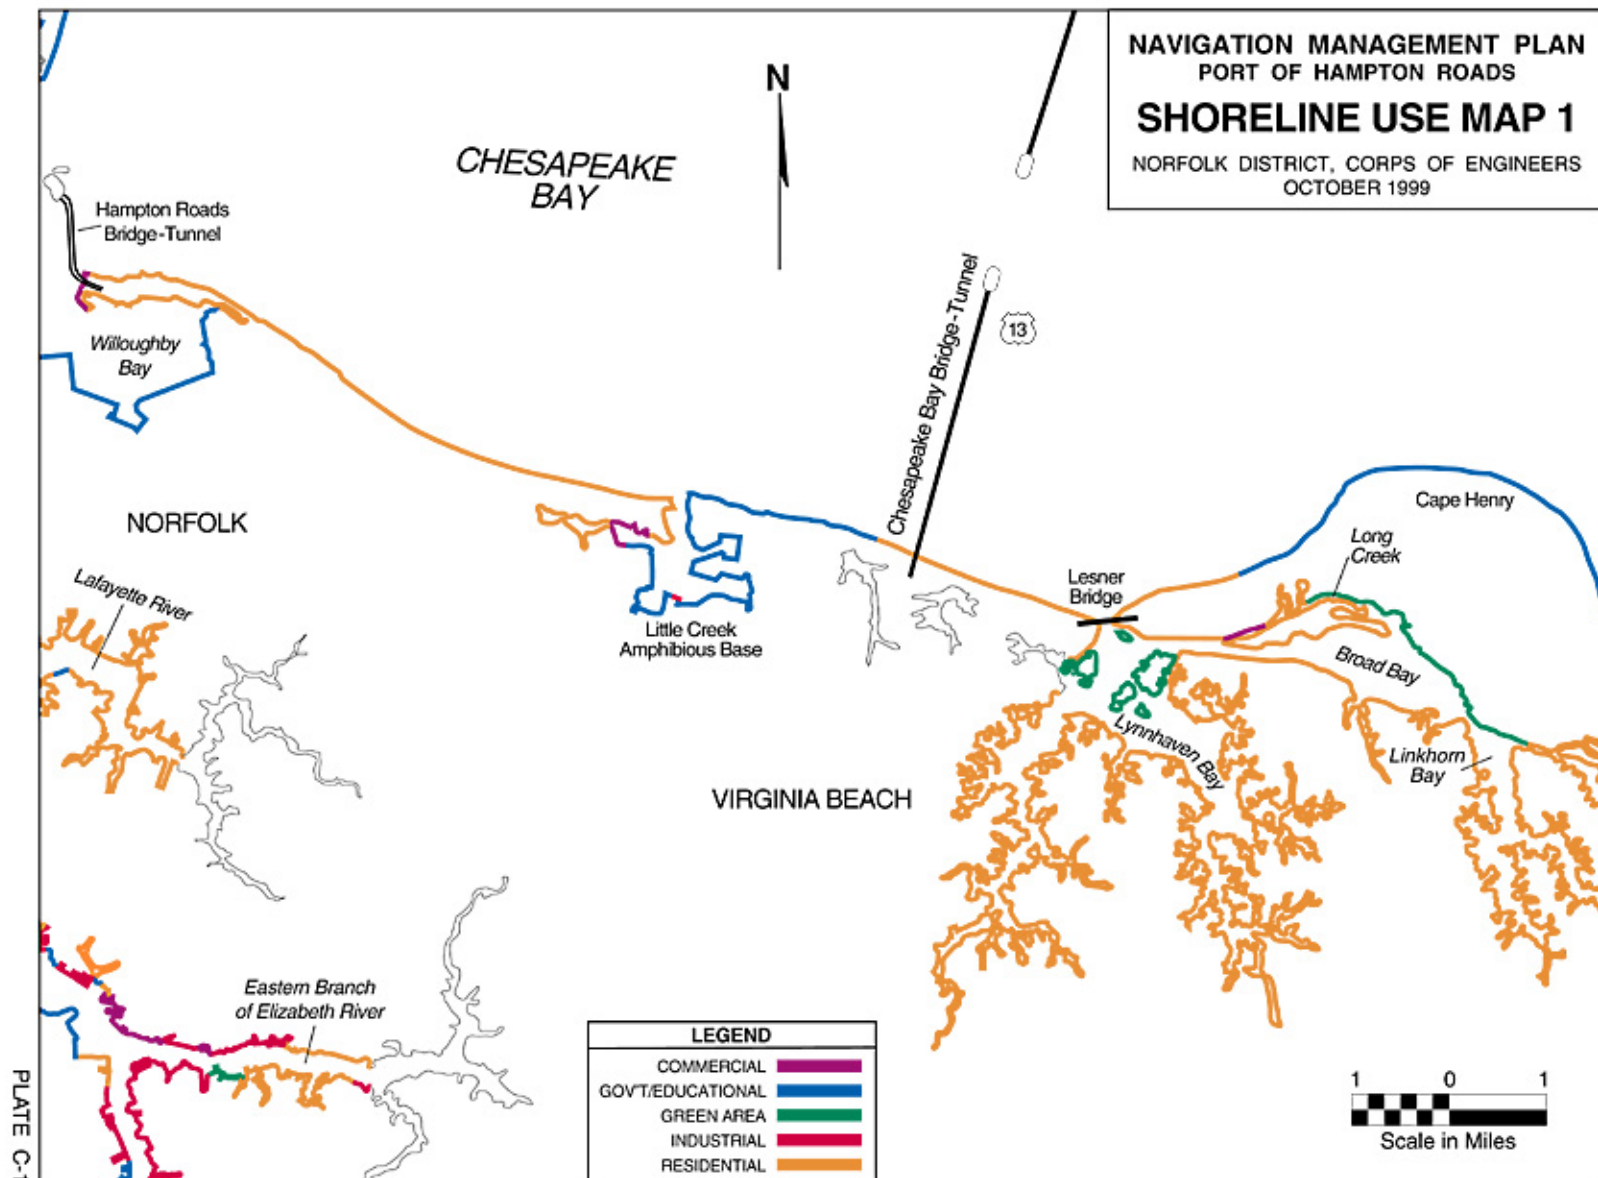 NAVIGATION MANAGEMENT PLAN
PORT OF HAMPTON ROADS
SHORELINE USE MAP 1
NORFOLK DISTRICT, CORPS OF ENGINEERS
OCTOBER 1999
N
CHESAPEAKE
BAY
Hampton Roads
Bridge-Tunnel
Willoughby
Bay
Chesapeake Bay Bridge-Tunnel
13
NORFOLK
Lafayette River
Little Creek
Amphibious Base
Lesner
Bridge
Cape Henry
Long
Creek
Broad Bay
Lynnhaven Bay
Linkhorn
Bay
VIRGINIA BEACH
Eastern Branch
of Elizabeth River
LEGEND
COMMERCIAL
GOV'T/EDUCATIONAL
GREEN AREA
INDUSTRIAL
RESIDENTIAL
1 0 1
Scale in Miles
PLATE C-1